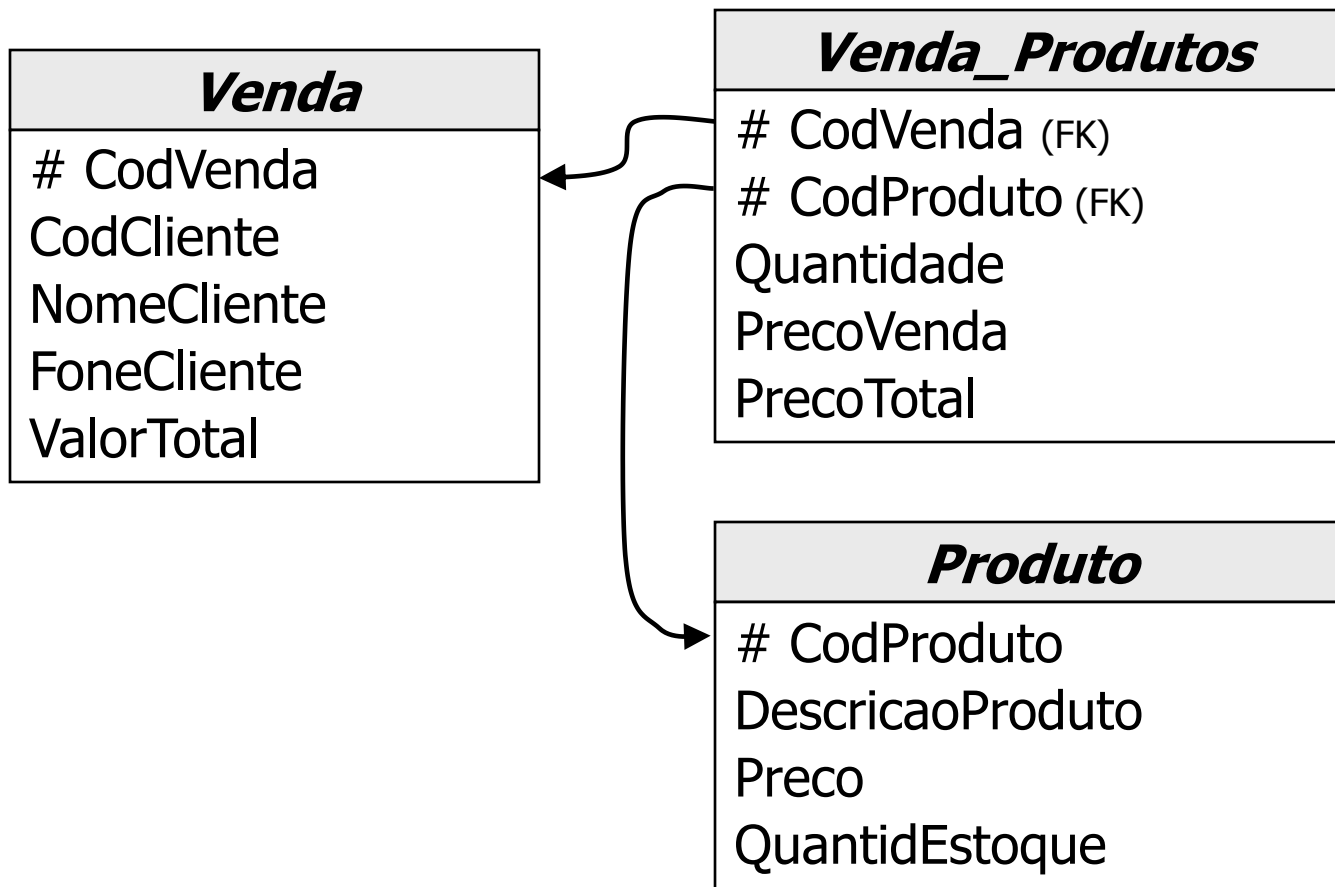 Venda
# CodVenda
CodCliente
NomeCliente
FoneCliente
ValorTotal
Venda_Produtos
# CodVenda (FK)
# CodProduto (FK)
Quantidade
PrecoVenda
PrecoTotal
Produto
# CodProduto
DescricaoProduto
Preco
QuantidEstoque